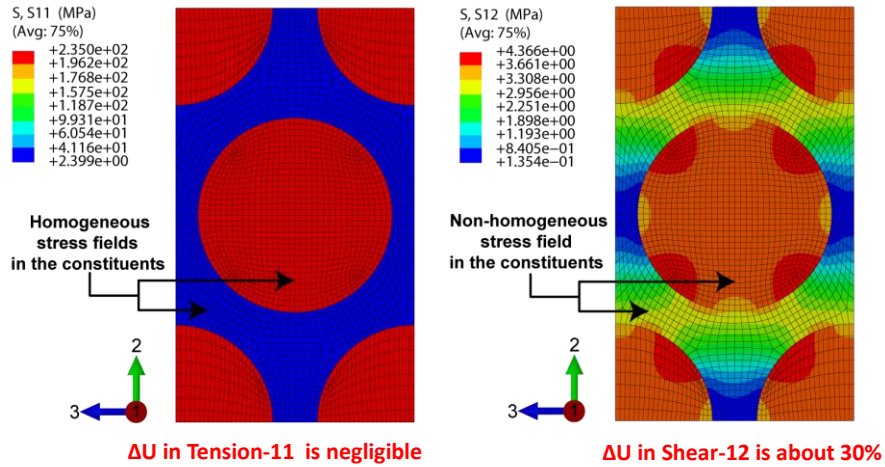 S, S11 (MPa)
(Avg: 75%)
+2.350e+02
+1.962e+02
+1.768e+02
+1.575e+02
+1.187e+02
+9.931e+01
+6.054e+01
+4.116e+01
+2.399e+00
Homogeneous
stress fields
in the constituents
2
3
1
ΔU in Tension-11 is negligible
S, S12 (MPa)
(Avg: 75%)
+4.366e+00
+3.661e+00
+3.308e+00
+2.956e+00
+2.251e+00
+1.898e+00
+1.193e+00
+8.405e−01
+1.354e−01
Non-homogeneous
stress field
in the constituents
2
3
1
ΔU in Shear-12 is about 30%